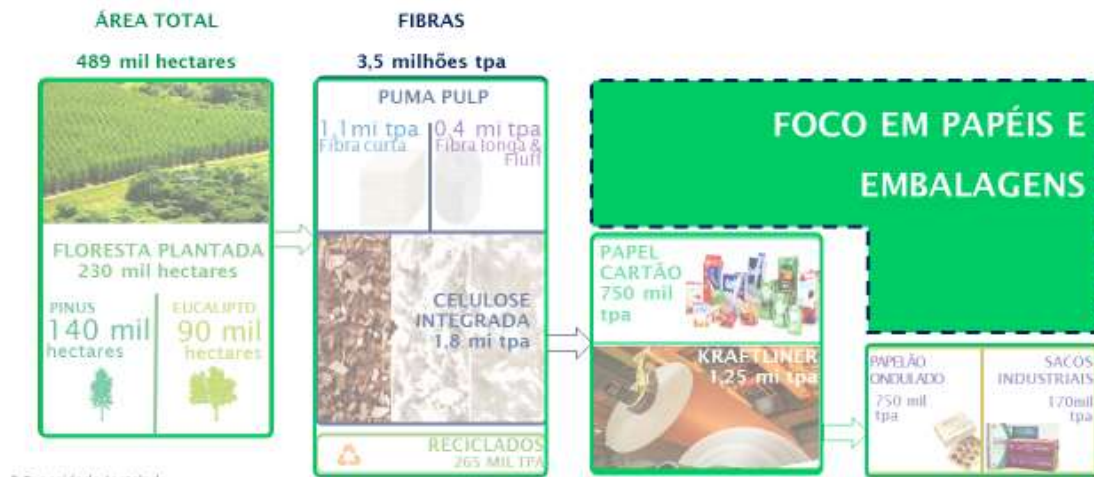 ÁREA TOTAL
489 mil hectares
FLORESTA PLANTADA
230 mil hectares
PINUS
140 mil
hectares
EUCALIPTO
90 mil
hectares
FIBRAS
3,5 milhões tpa
PUMA PULP
1,1mi tpa
Fibra curta
0,4 mi tpa
Fibra longa &
Fluff
CELULOSE
INTEGRADA
1,8 mi tpa
RECICLADOS
265 MIL TPA
FOCO EM PAPÉIS E
EMBALAGENS
PAPEL
CARTÃO
750 mil
tpa
KRAFTLINER
1,25 mi tpa
PAPELÃO
ONDULADO
750 mil
tpa
SACOS
INDUSTRIAIS
170mil
tpa